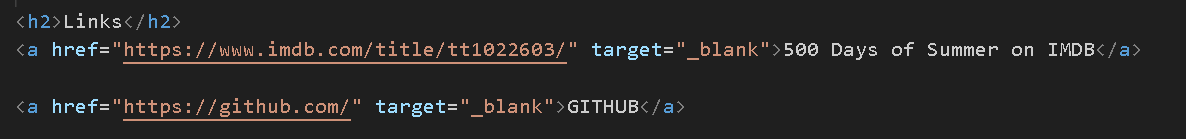 <h2>Links</h2>
<a href="https://www.imdb.com/title/tt1022603/" target="_blank">500 Days of Summer on IMDB</a>
<a href="https://github.com/" target="_blank">GITHUB</a>